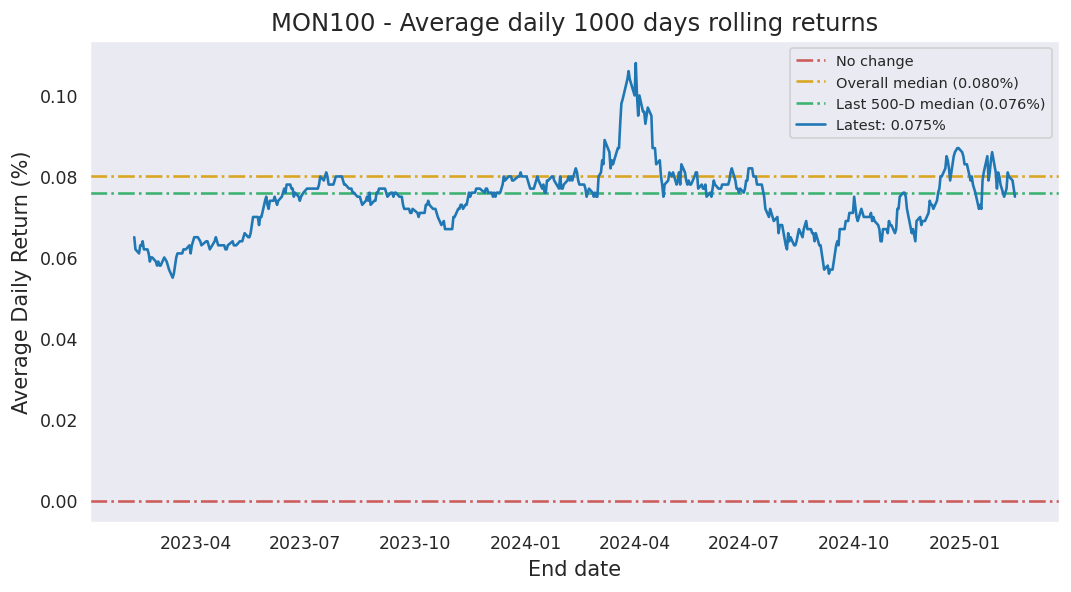 MON100 - Average daily 1000 days rolling returns
No change
Overall median (0.080%)
Last 500-D median (0.076%)
Latest: 0.075%
Average Daily Return (%)
0.10
0.08
0.06
0.04
0.02
0.00
2023-04 2023-07 2023-10 2024-01 2024-04 2024-07 2024-10 2025-01
End date